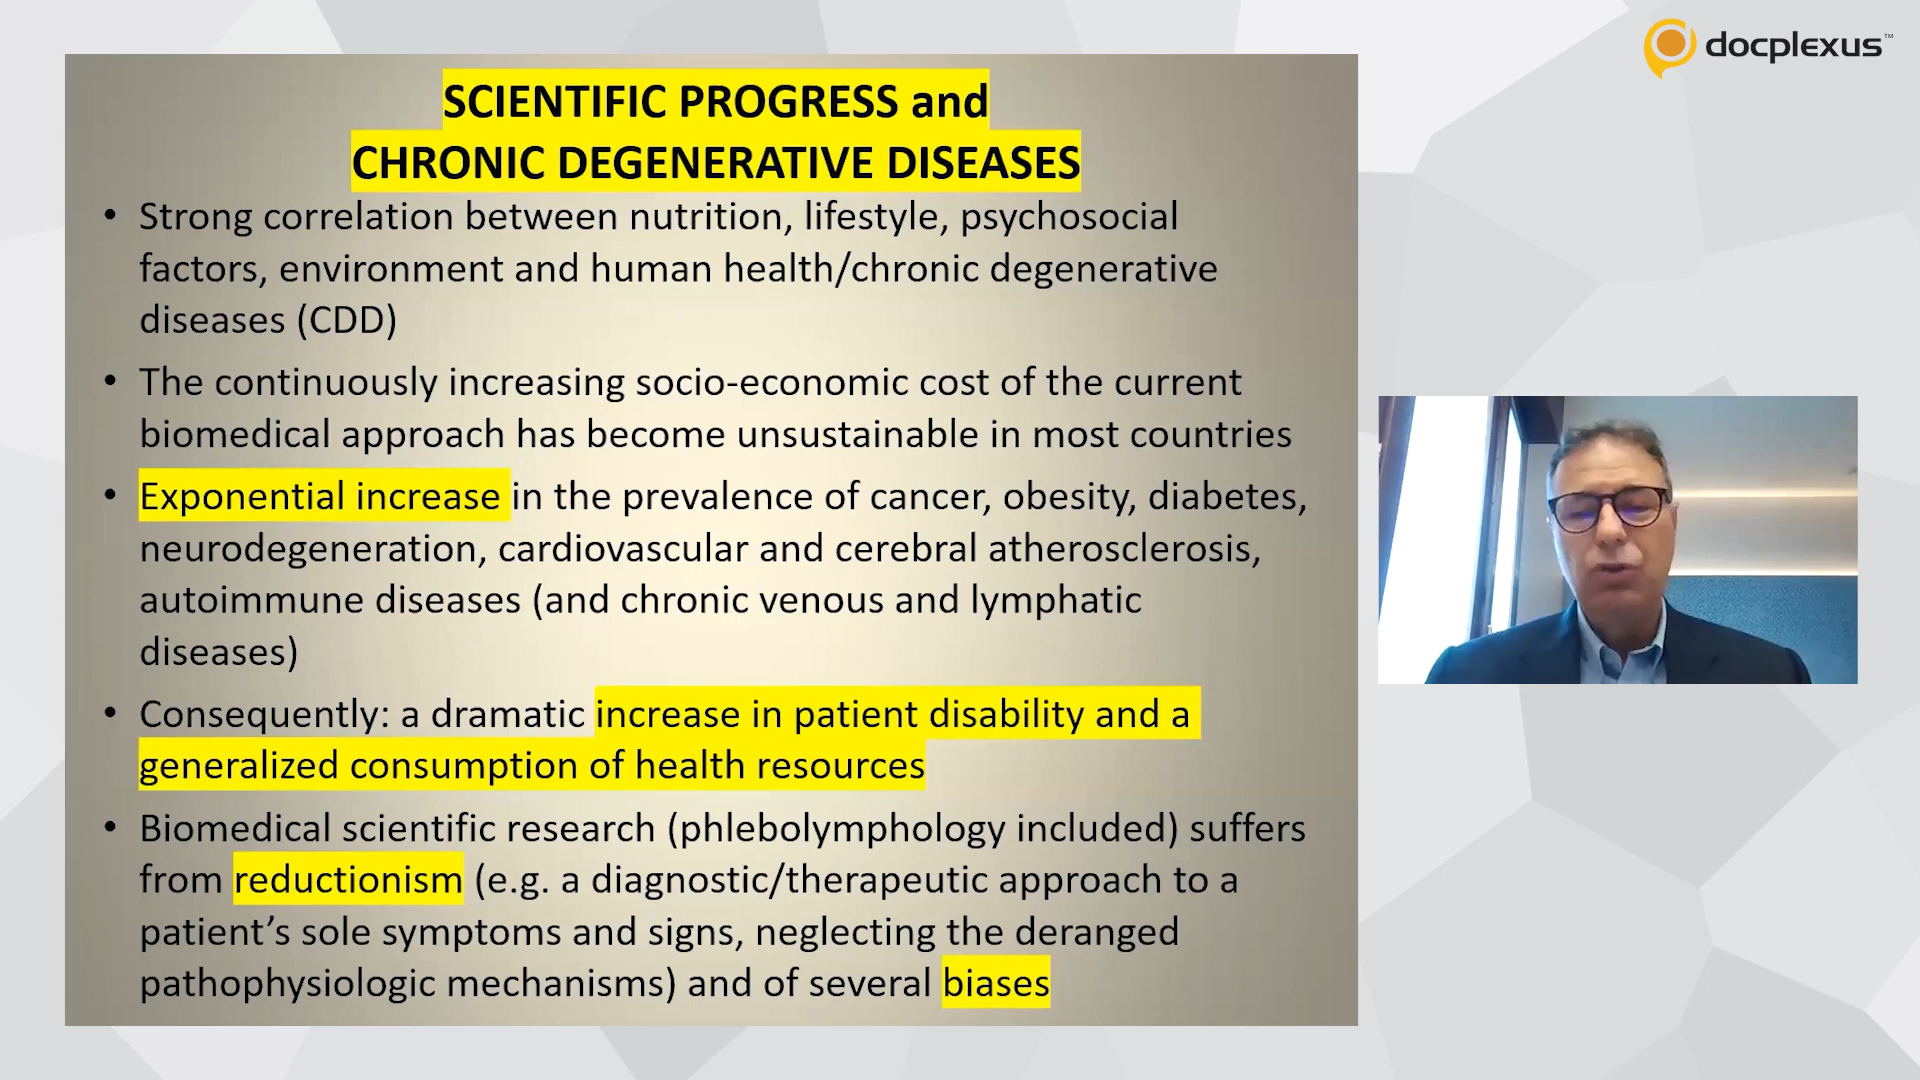 docplexus™
SCIENTIFIC PROGRESS and
CHRONIC DEGENERATIVE DISEASES
• Strong correlation between nutrition, lifestyle, psychosocial
factors, environment and human health/chronic degenerative
diseases (CDD)
• The continuously increasing socio-economic cost of the current
biomedical approach has become unsustainable in most countries
• Exponential increase in the prevalence of cancer, obesity, diabetes,
neurodegeneration, cardiovascular and cerebral atherosclerosis,
autoimmune diseases (and chronic venous and lymphatic
diseases)
• Consequently: a dramatic increase in patient disability and a
generalized consumption of health resources
• Biomedical scientific research (phlebolymphology included) suffers
from reductionism (e.g. a diagnostic/therapeutic approach to a
patient’s sole symptoms and signs, neglecting the deranged
pathophysiologic mechanisms) and of several biases